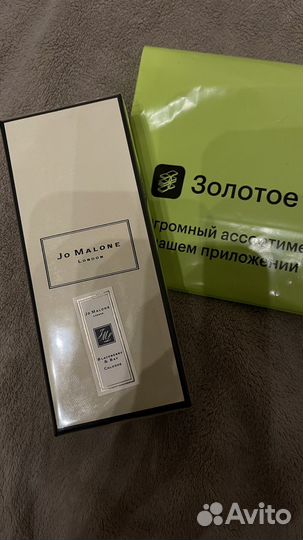 JO MALONE
LONDON
JO MALONE
LONDON
BLACKBERRY
& BAY
COLOGNE
Золотое
громный ассортиме
ашем приложении
Avito